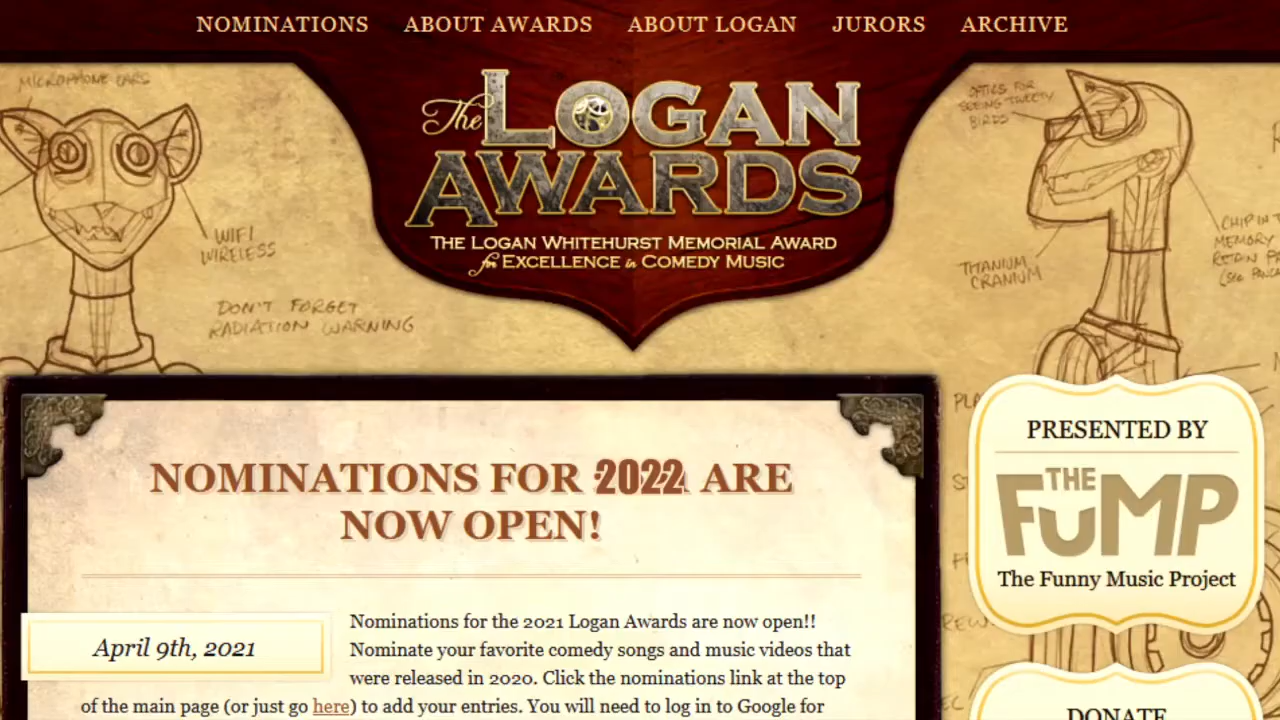 NOMINATIONS ABOUT AWARDS ABOUT LOGAN JURORS ARCHIVE
MICROPHONE EARS
OPTICS FOR
SEEING TWEETY
BIRDS
The LOGAN
AWARDS
THE LOGAN WHITEHURST MEMORIAL AWARD
for EXCELLENCE in COMEDY MUSIC
WIFI
WIRELESS
CHIP IN
MEMORY
TITANIUM
CRANIUM
DON'T FORGET
RADIATION WARNING
PRESENTED BY
THE FuMP
The Funny Music Project
NOMINATIONS FOR 2022 ARE
NOW OPEN!
April 9th, 2021
Nominations for the 2021 Logan Awards are now open!!
Nominate your favorite comedy songs and music videos that
were released in 2020. Click the nominations link at the top
of the main page (or just go here) to add your entries. You will need to log in to Google for
DONATE